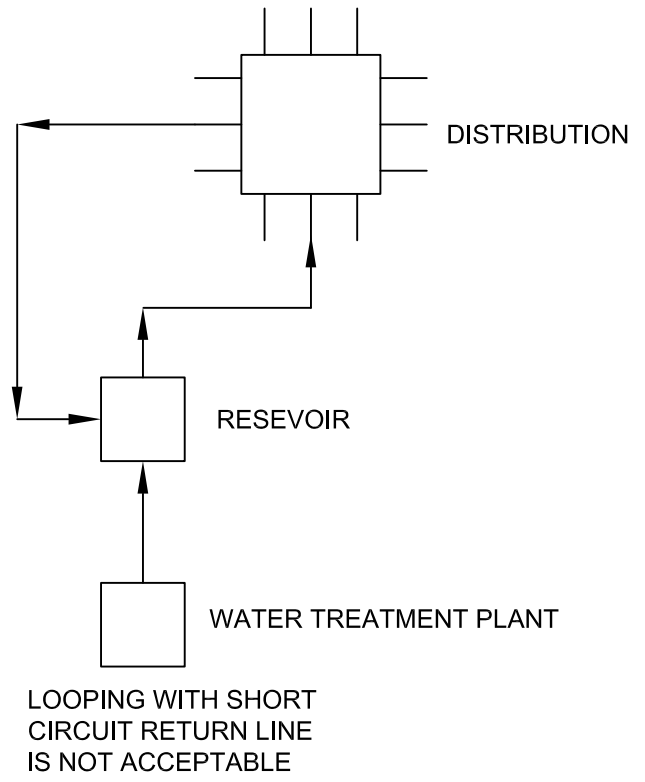 DISTRIBUTION
RESEVOIR
WATER TREATMENT PLANT
LOOPING WITH SHORT
CIRCUIT RETURN LINE
IS NOT ACCEPTABLE